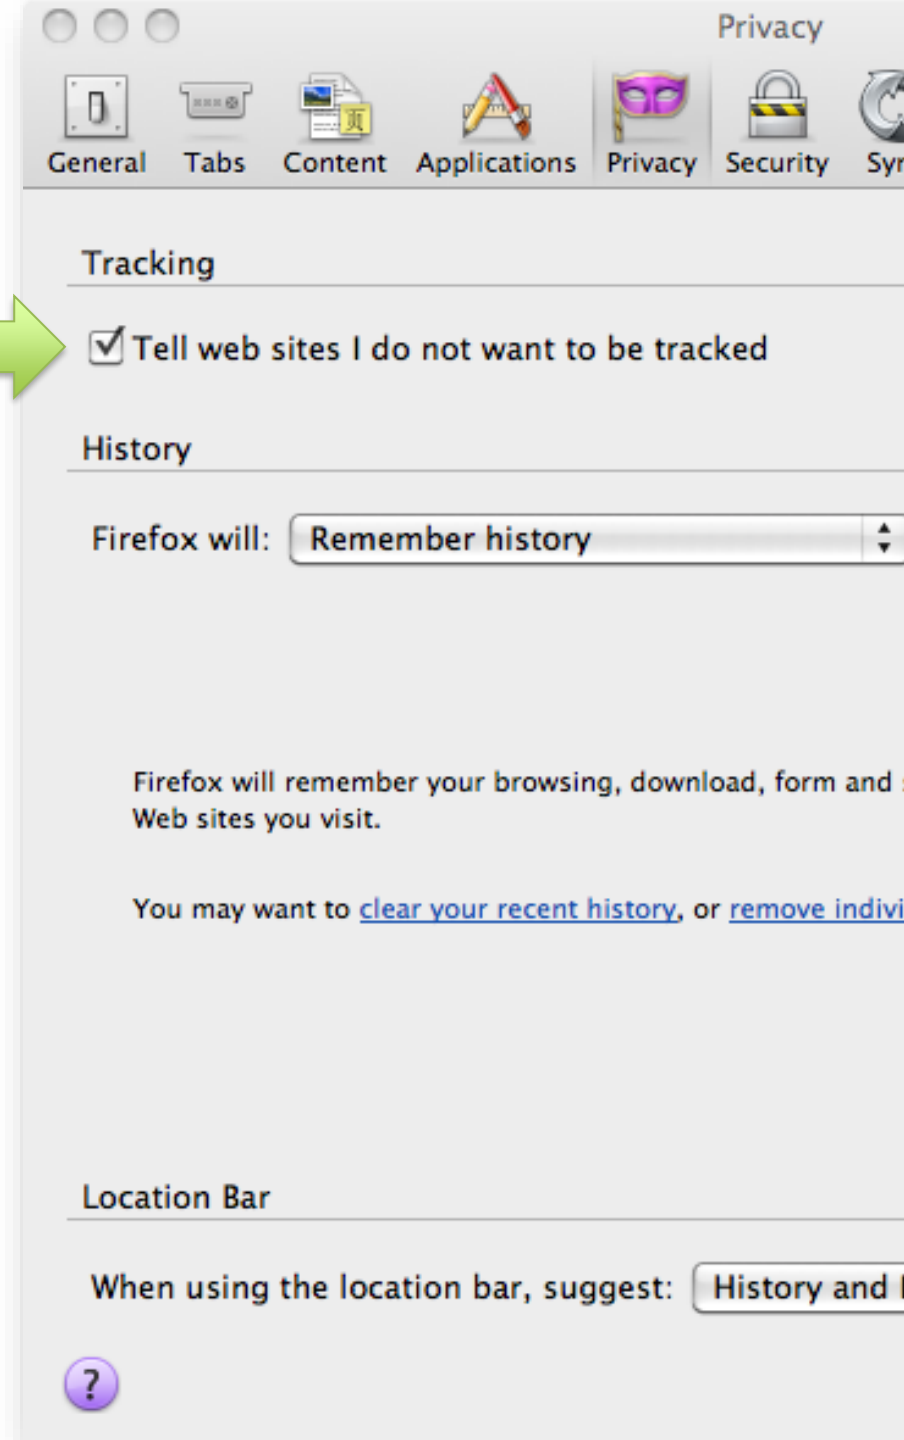 Privacy
General Tabs Content Applications Privacy Security
Tracking
Tell web sites I do not want to be tracked
History
Firefox will: Remember history
Firefox will remember your browsing, download, form and
Web sites you visit.
You may want to clear your recent history, or remove
Location Bar
When using the location bar, suggest: History and
?